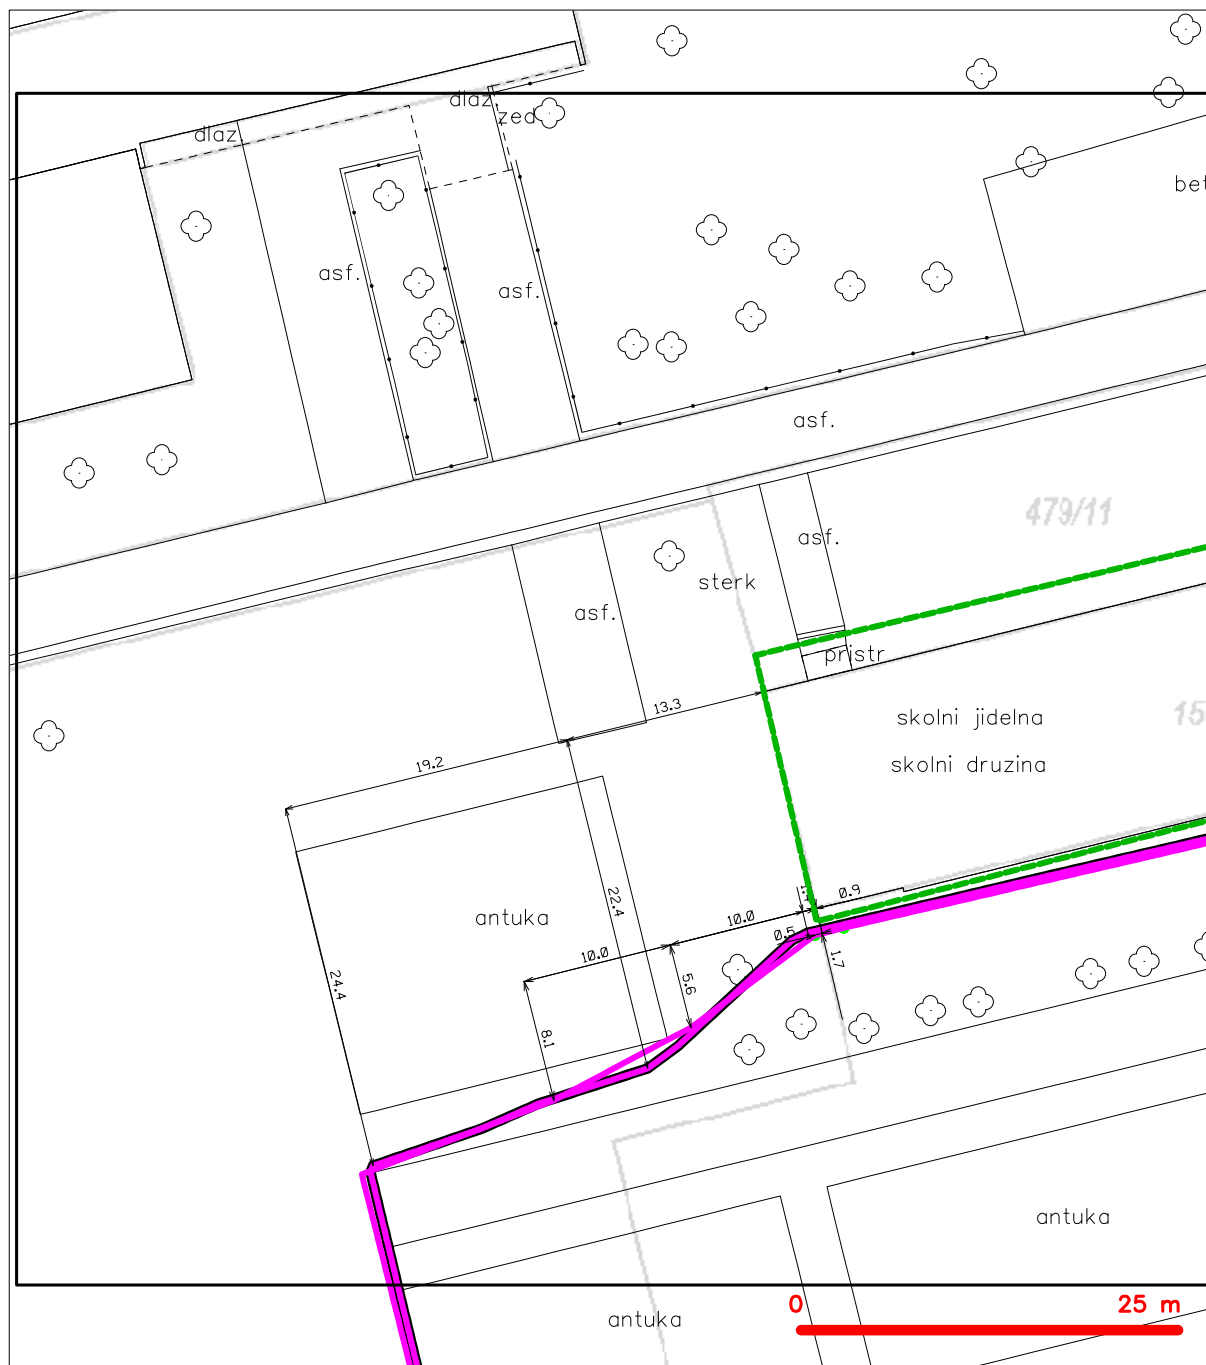 dlaz.
dlaz.
zed
bet
asf.
asf.
asf.
479/11
asf.
sterk
asf.
pristr
13.3
skolni jidelna
15
skolni druzina
19.2
0.9
22.4
antuka
10.0
0.5
10.0
1.7
24.4
5.6
8.1
antuka
antuka
0
25 m